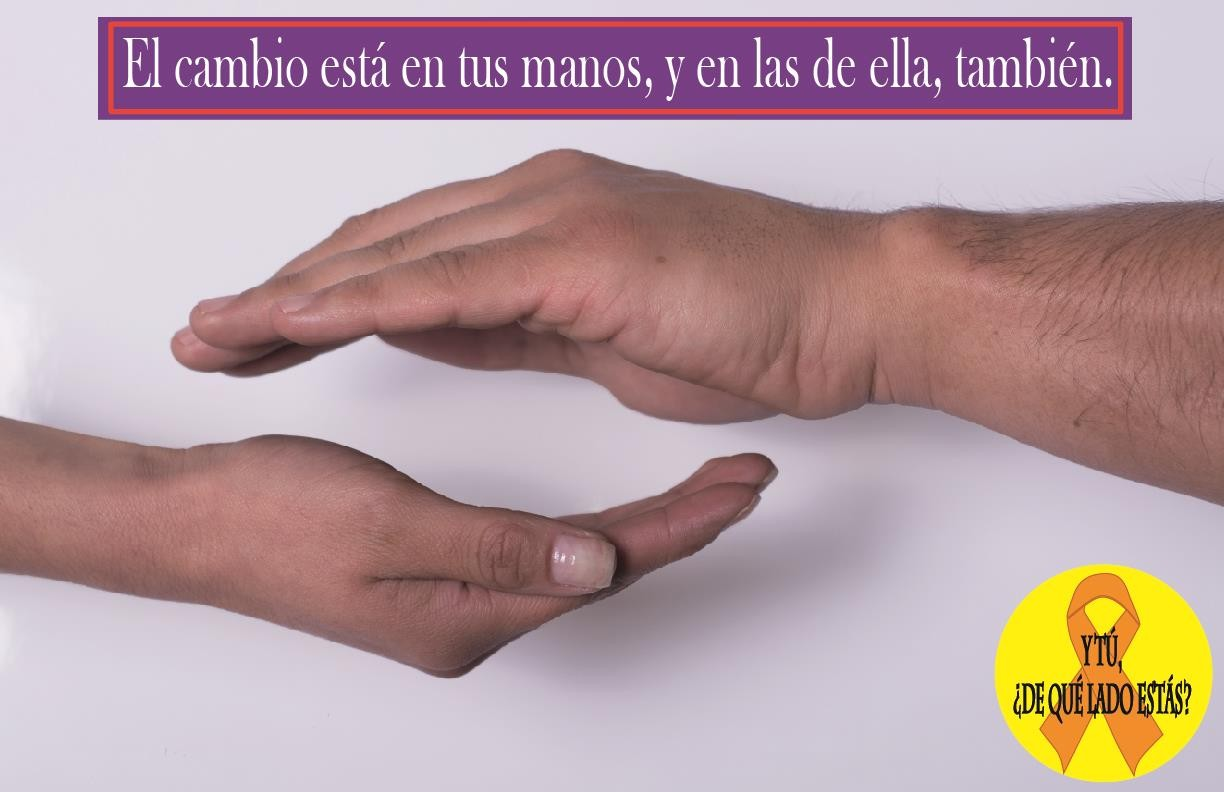 El cambio está en tus manos, y en las de ella, también.
Y TÚ,
¿DE QUÉ LADO ESTÁS?